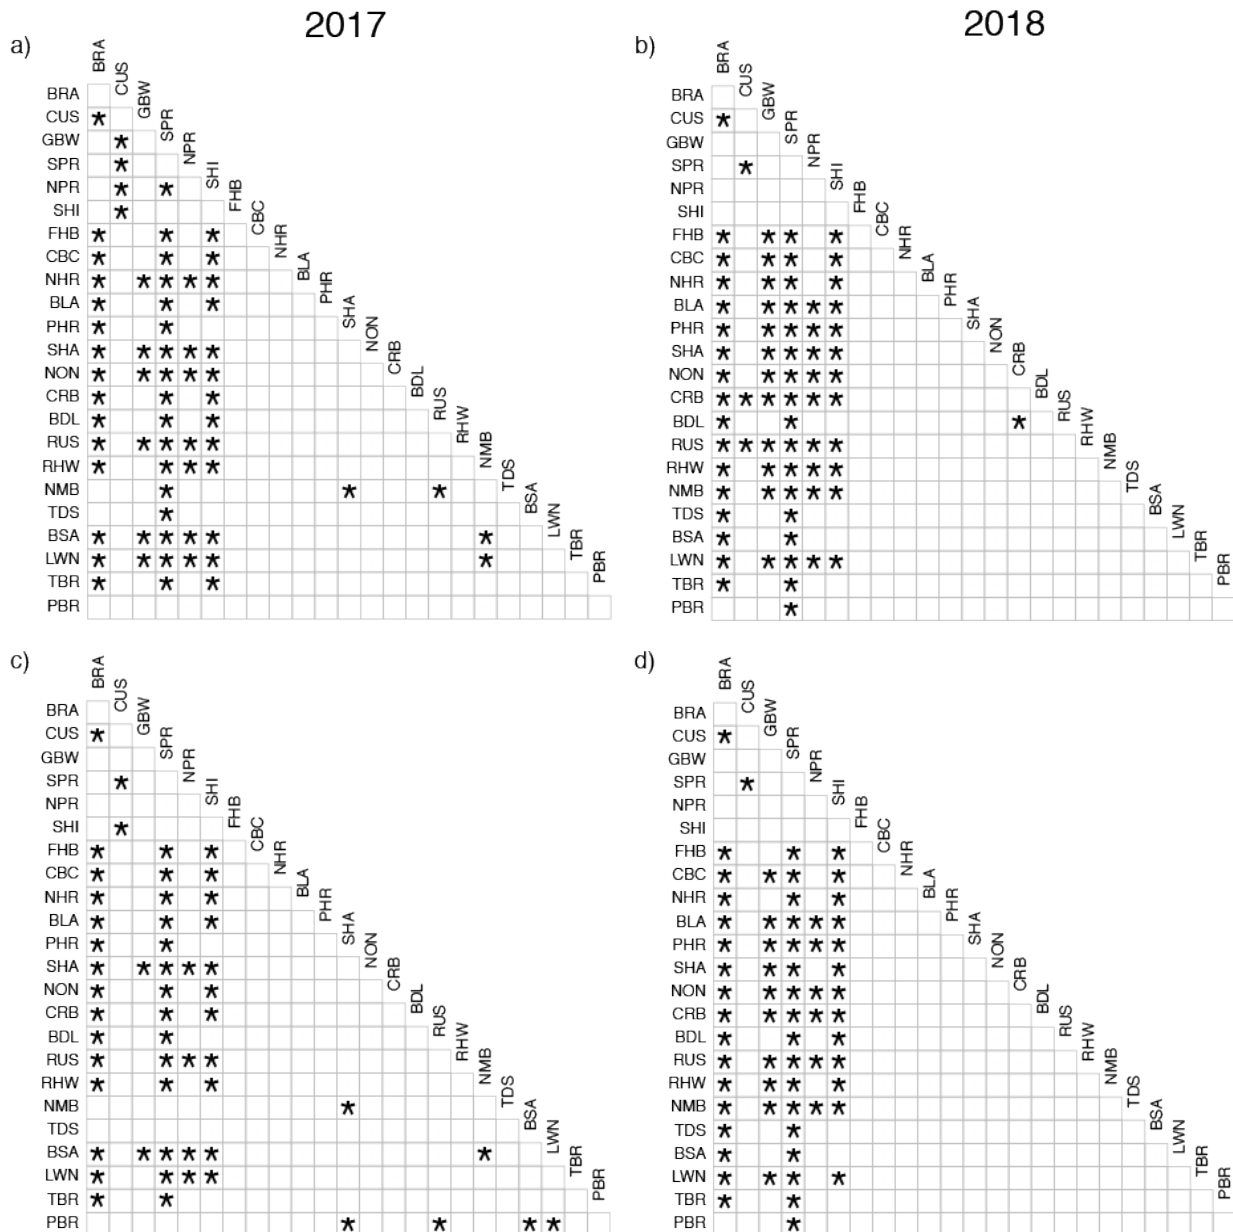 2017
a)
BRA CUS GBW SPR NPR SHI FHB CBC NHR BLA PHR SHA NON CRB BDL RUS RHW NMB TDS BSA LWN TBR PBR
BRA
CUS *
GBW *
SPR *
NPR * *
SHI *
FHB * * *
CBC * * *
NHR * * * * *
BLA * * *
PHR * *
SHA * * * * *
NON * * * * *
CRB * * *
BDL * * *
RUS * * * * *
RHW * * * *
NMB * * *
TDS *
BSA * * * * * *
LWN * * * * * *
TBR * * *
PBR
2018
b)
BRA CUS GBW SPR NPR SHI FHB CBC NHR BLA PHR SHA NON CRB BDL RUS RHW NMB TDS BSA LWN TBR PBR
BRA
CUS *
GBW
SPR *
NPR
SHI
FHB * * * *
CBC * * * *
NHR * * * *
BLA * * * * *
PHR * * * * *
SHA * * * * *
NON * * * * *
CRB * * * * * *
BDL * * *
RUS * * * * * *
RHW * * * * *
NMB * * * * *
TDS * *
BSA * *
LWN * * * * *
TBR * *
PBR *
c)
BRA CUS GBW SPR NPR SHI FHB CBC NHR BLA PHR SHA NON CRB BDL RUS RHW NMB TDS BSA LWN TBR PBR
BRA
CUS *
GBW
SPR *
NPR
SHI *
FHB * * *
CBC * * *
NHR * * *
BLA * * *
PHR * *
SHA * * * * *
NON * * *
CRB * * *
BDL * *
RUS * * * *
RHW * * *
NMB *
TDS
BSA * * * * * *
LWN * * * *
TBR * *
PBR * * * *
d)
BRA CUS GBW SPR NPR SHI FHB CBC NHR BLA PHR SHA NON CRB BDL RUS RHW NMB TDS BSA LWN TBR PBR
BRA
CUS *
GBW
SPR *
NPR
SHI
FHB * * *
CBC * * * *
NHR * * *
BLA * * * * *
PHR * * * * *
SHA * * * *
NON * * * * *
CRB * * * * *
BDL * * *
RUS * * * * *
RHW * * * *
NMB * * * * *
TDS * *
BSA * *
LWN * * * *
TBR * *
PBR *